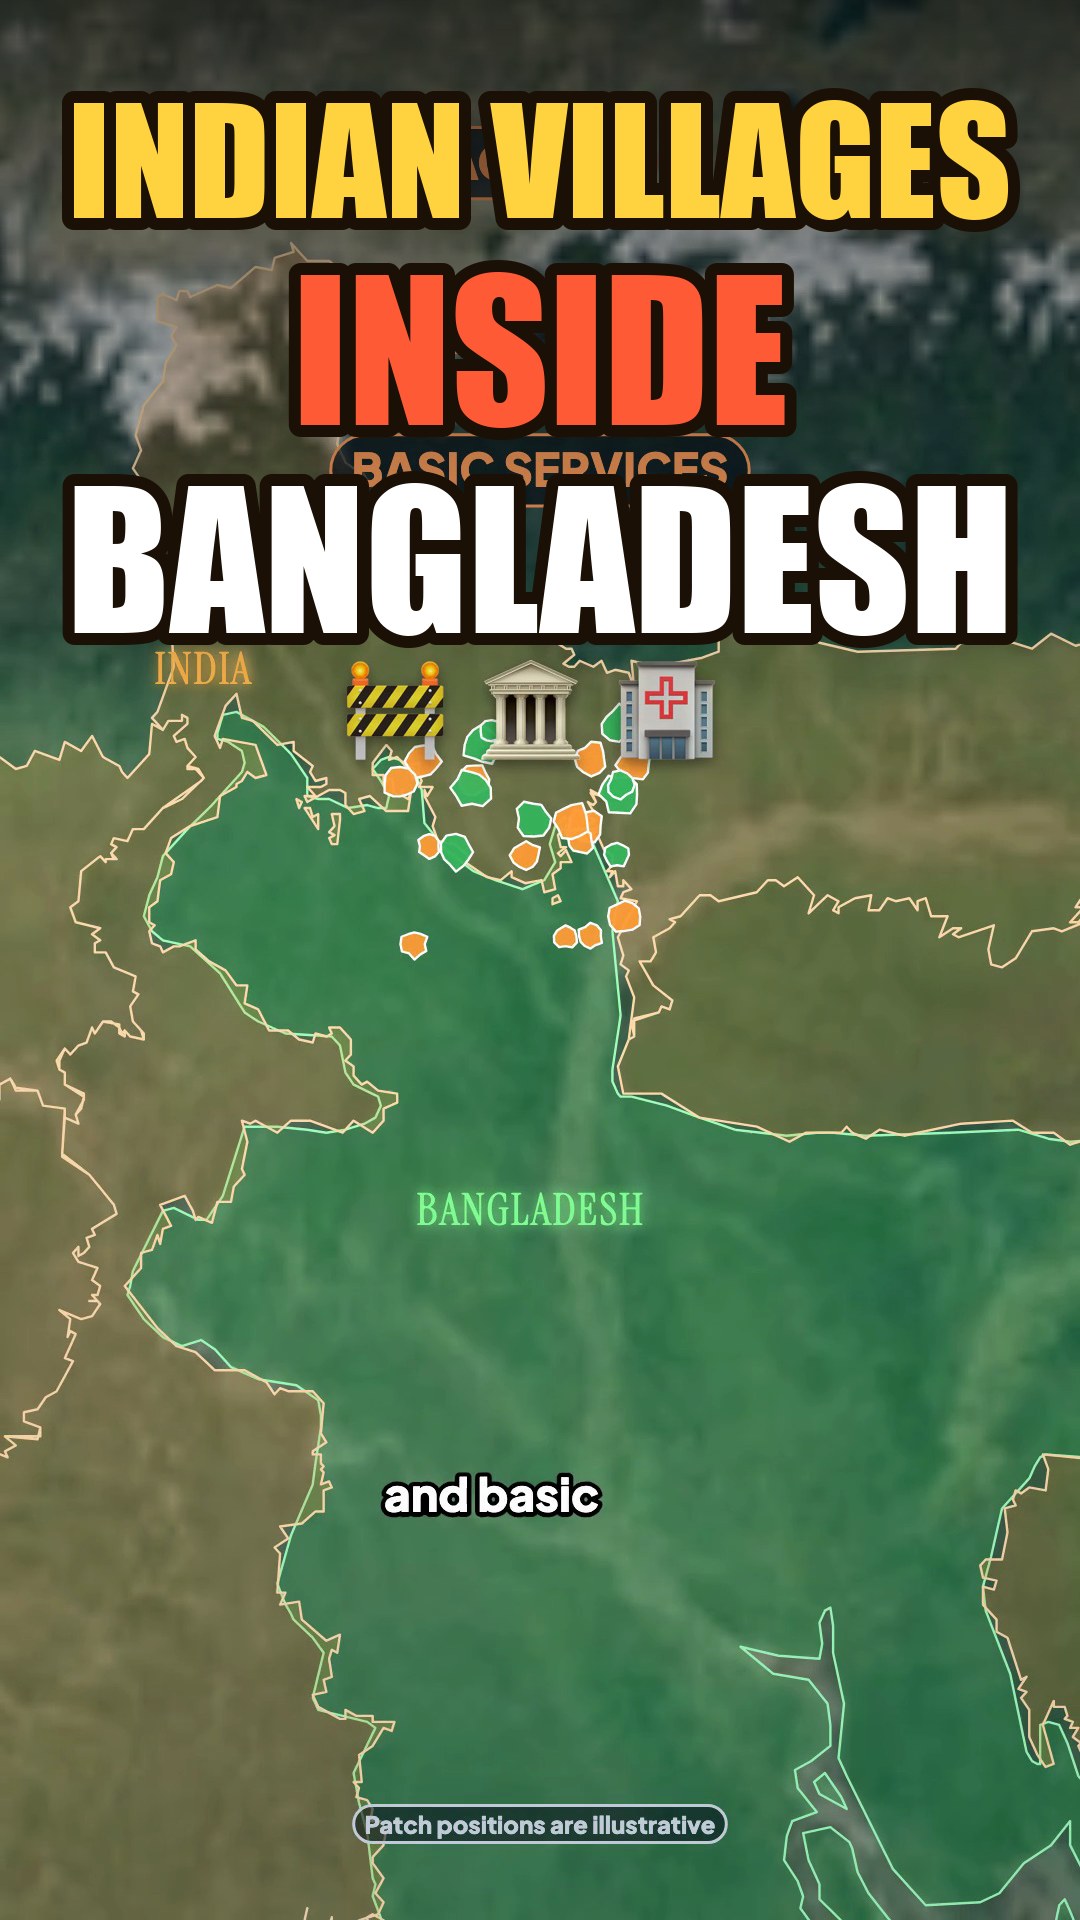 INDIAN VILLAGES
INSIDE
BASIC SERVICES
BANGLADESH
INDIA
BANGLADESH
and basic
Patch positions are illustrative